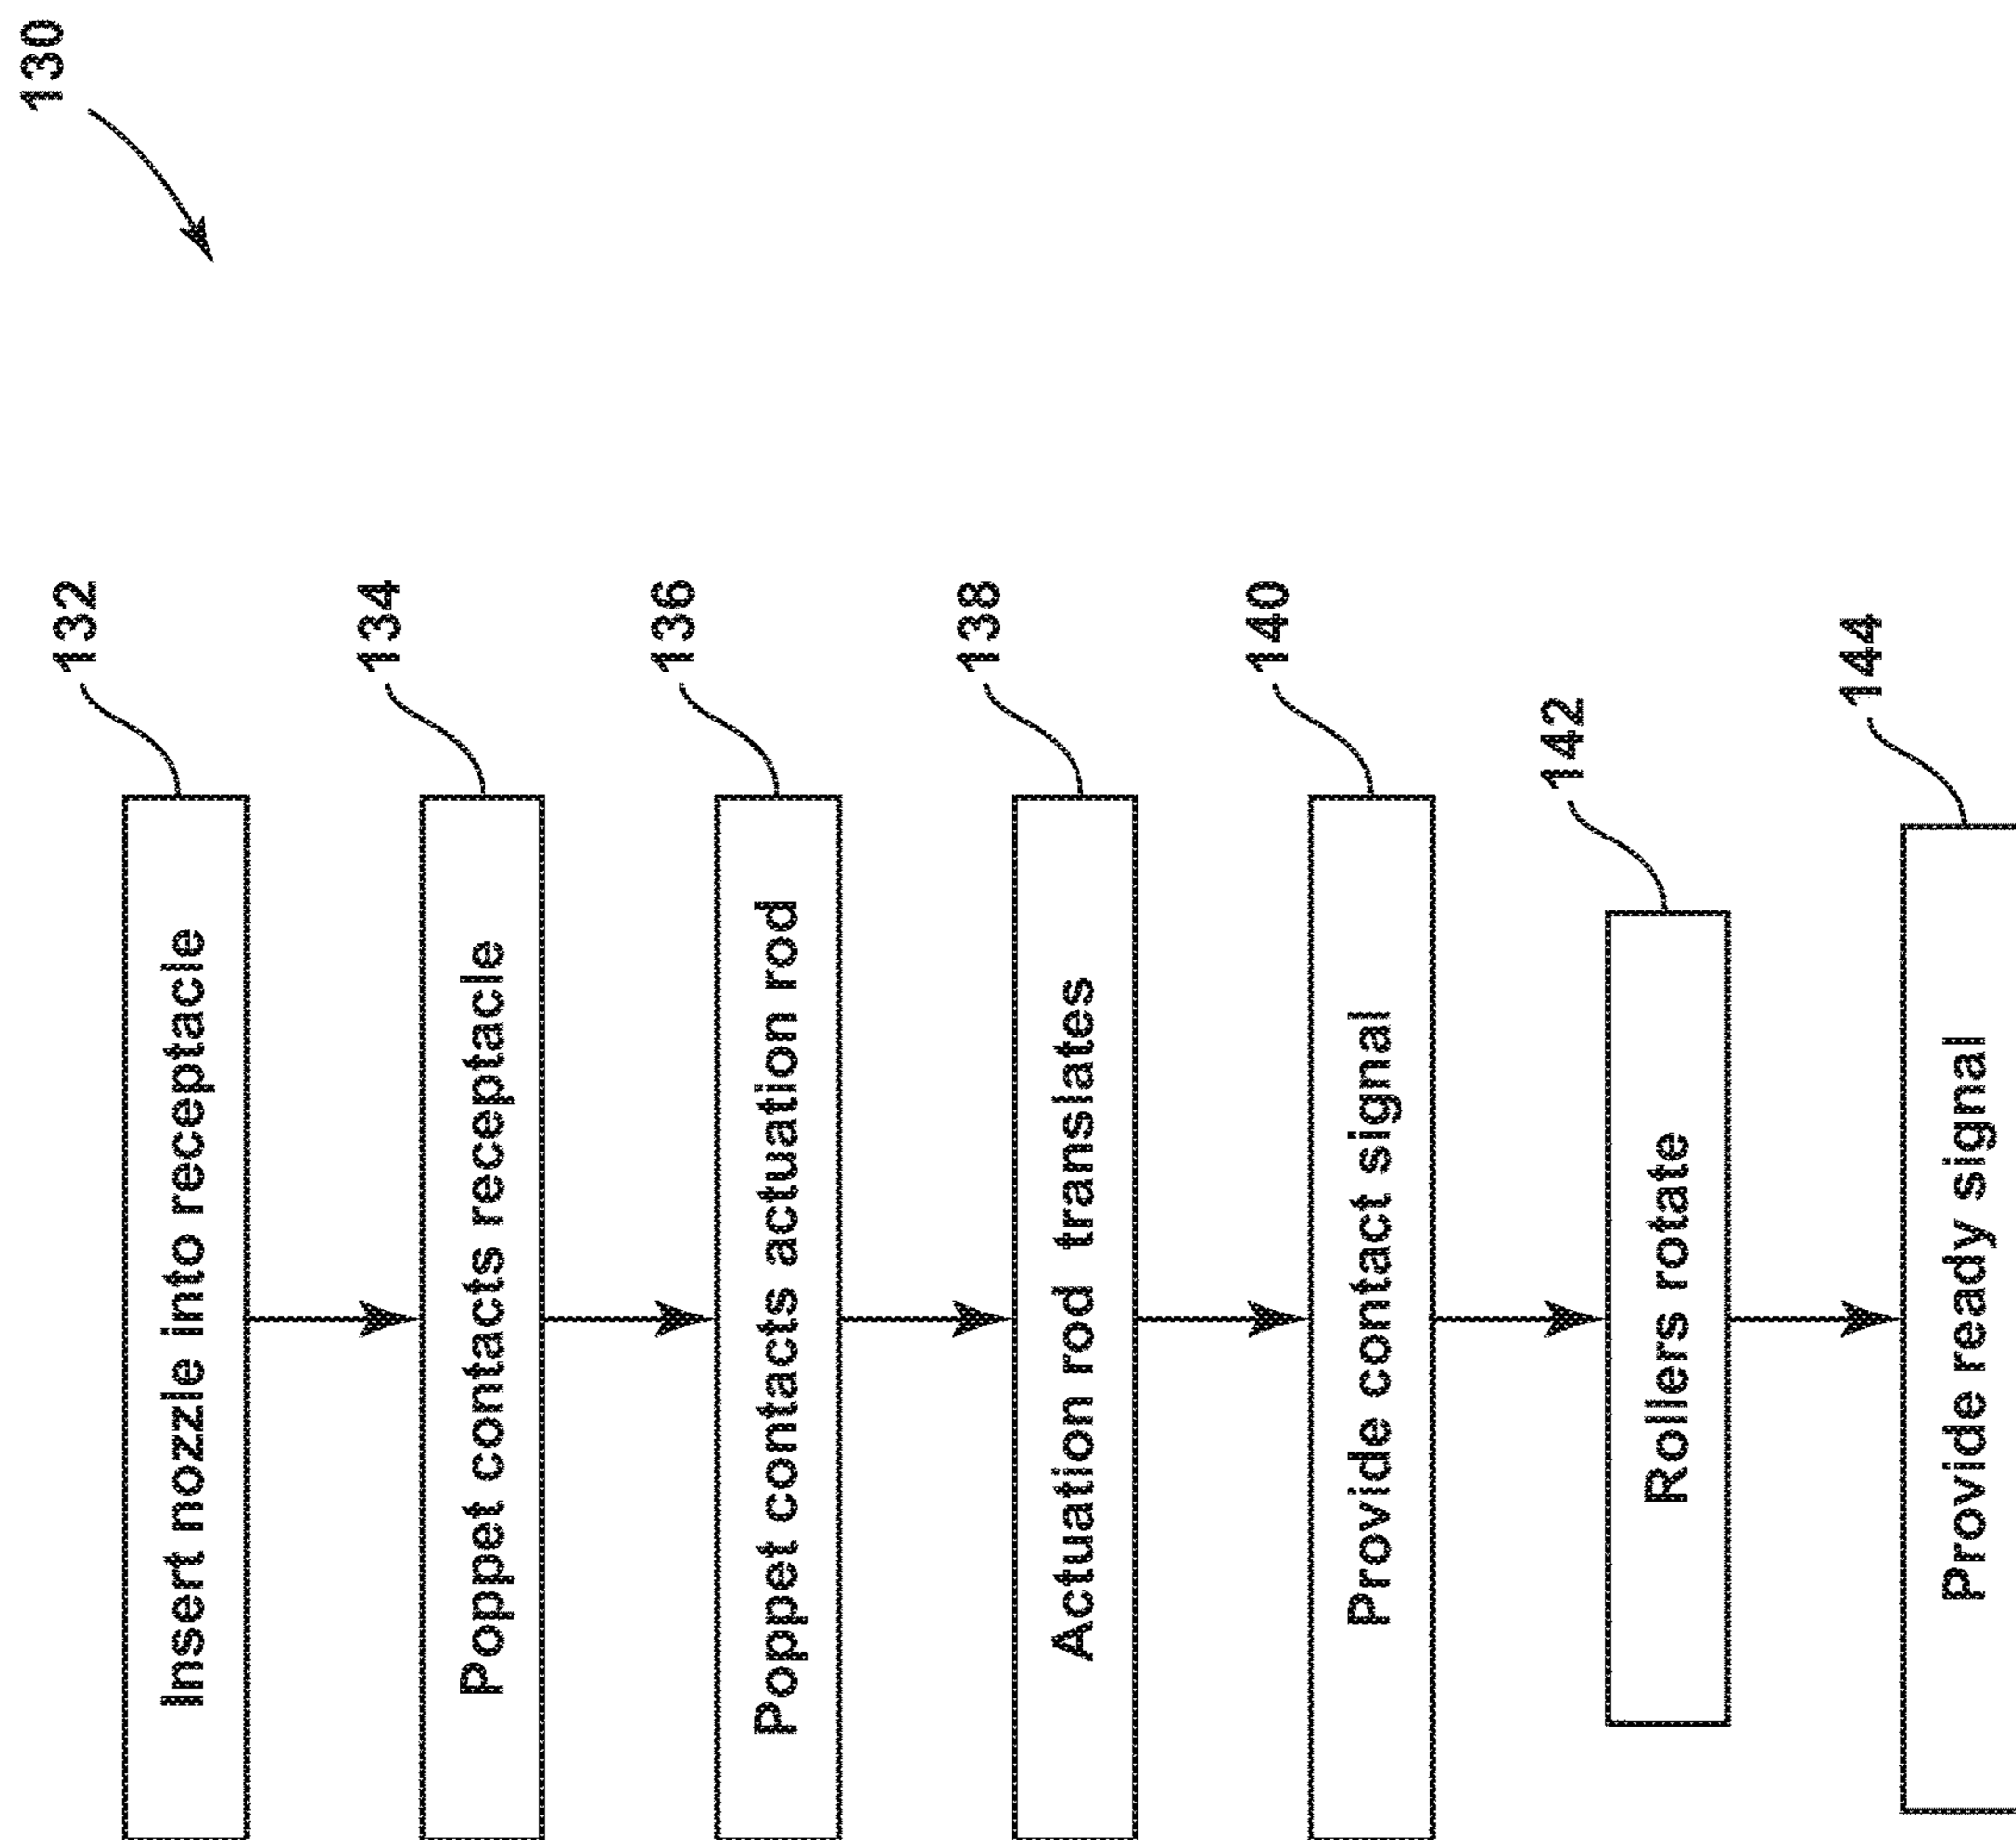 130
132
Insert nozzle into receptacle
134
Poppet contacts receptacle
136
Poppet contacts actuation rod
138
Actuation rod translates
140
Provide contact signal
142
Rollers rotate
144
Provide ready signal